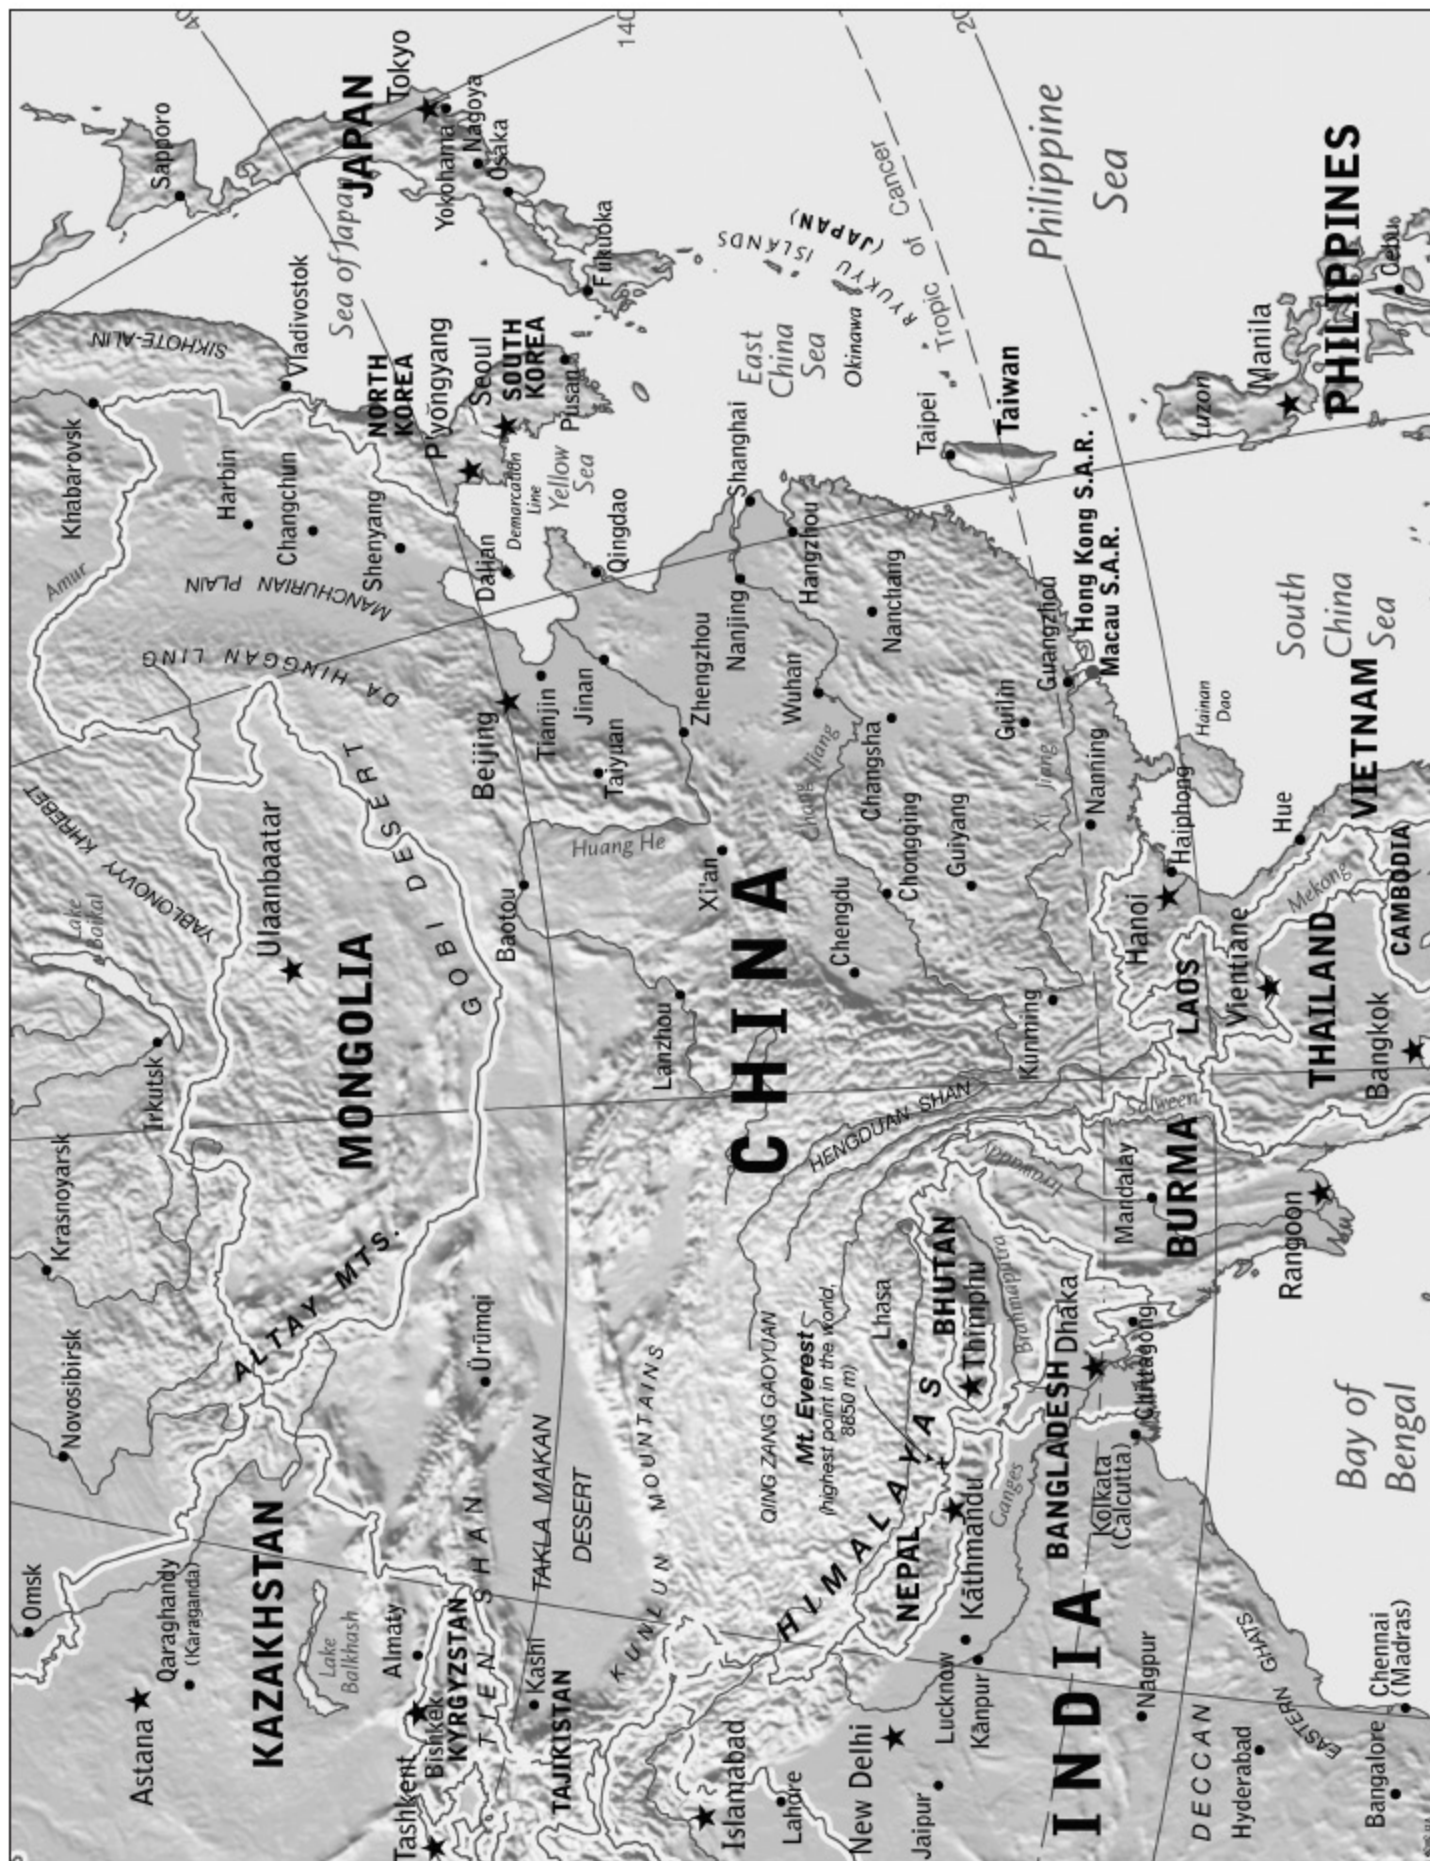 Omsk
Novosibirsk
Krasnoyarsk
Irkutsk
Lake
Baikal
YABLONOVYY KHREBET
Amur
Khabarovsk
SIKHOTE-ALIN
Sapporo
40
Astana
Qaraghandy
(Karaganda)
KAZAKHSTAN
Lake
Balkhash
ALTAY MTS.
MONGOLIA
Ulaanbaatar
GOBI DESERT
DA HINGGAN LING
MANCHURIAN PLAIN
Harbin
Changchun
Shenyang
Vladivostok
Sea of Japan
JAPAN
Tokyo
Yokohama
Nagoya
Osaka
Fukuoka
140
Tashkent
Bishkek
Almaty
KYRGYZSTAN
TIEN SHAN
Ürümqi
Kashi
TAJIKISTAN
TAKLA MAKAN
DESERT
KUNLUN MOUNTAINS
Baotou
Huang He
Beijing
Tianjin
Jinan
Taiyuan
Dalian
NORTH
KOREA
P'yŏngyang
Seoul
SOUTH
KOREA
Pusan
Demarcation
Line
Yellow
Sea
Qingdao
Islamabad
Lahore
New Delhi
Jaipur
Lucknow
Kānpur
HIMALAYAS
NEPAL
Kāthmandu
QING ZANG GAOYUAN
Mt. Everest
(highest point in the world,
8850 m)
Lhasa
BHUTAN
Thimphu
Brahmaputra
Ganges
HENGDUAN SHAN
CHINA
Lanzhou
Xi'an
Zhengzhou
Nanjing
Shanghai
Hangzhou
Wuhan
Chang Jiang
Nanchang
Changsha
Chengdu
Chongqing
Guiyang
Kunming
Guilin
Xi Jiang
Nanning
Guangzhou
Hong Kong S.A.R.
Macau S.A.R.
East
China
Sea
Okinawa
RYUKYU ISLANDS
(JAPAN)
Tropic of Cancer
20
Taipei
Taiwan
Philippine
Sea
INDIA
Nagpur
DECCAN
Hyderabad
EASTERN GHATS
Bangalore
Chennai
(Madras)
BANGLADESH
Dhāka
Kolkata
(Calcutta)
Chittagong
Bay of
Bengal
BURMA
Mandalay
Irrawaddy
Salween
Rangoon
LAOS
Vientiane
THAILAND
Bangkok
Hanoi
Haiphong
Hainan
Dao
Hue
Mekong
VIETNAM
CAMBODIA
South
China
Sea
Luzon
Manila
PHILIPPINES
Cebu